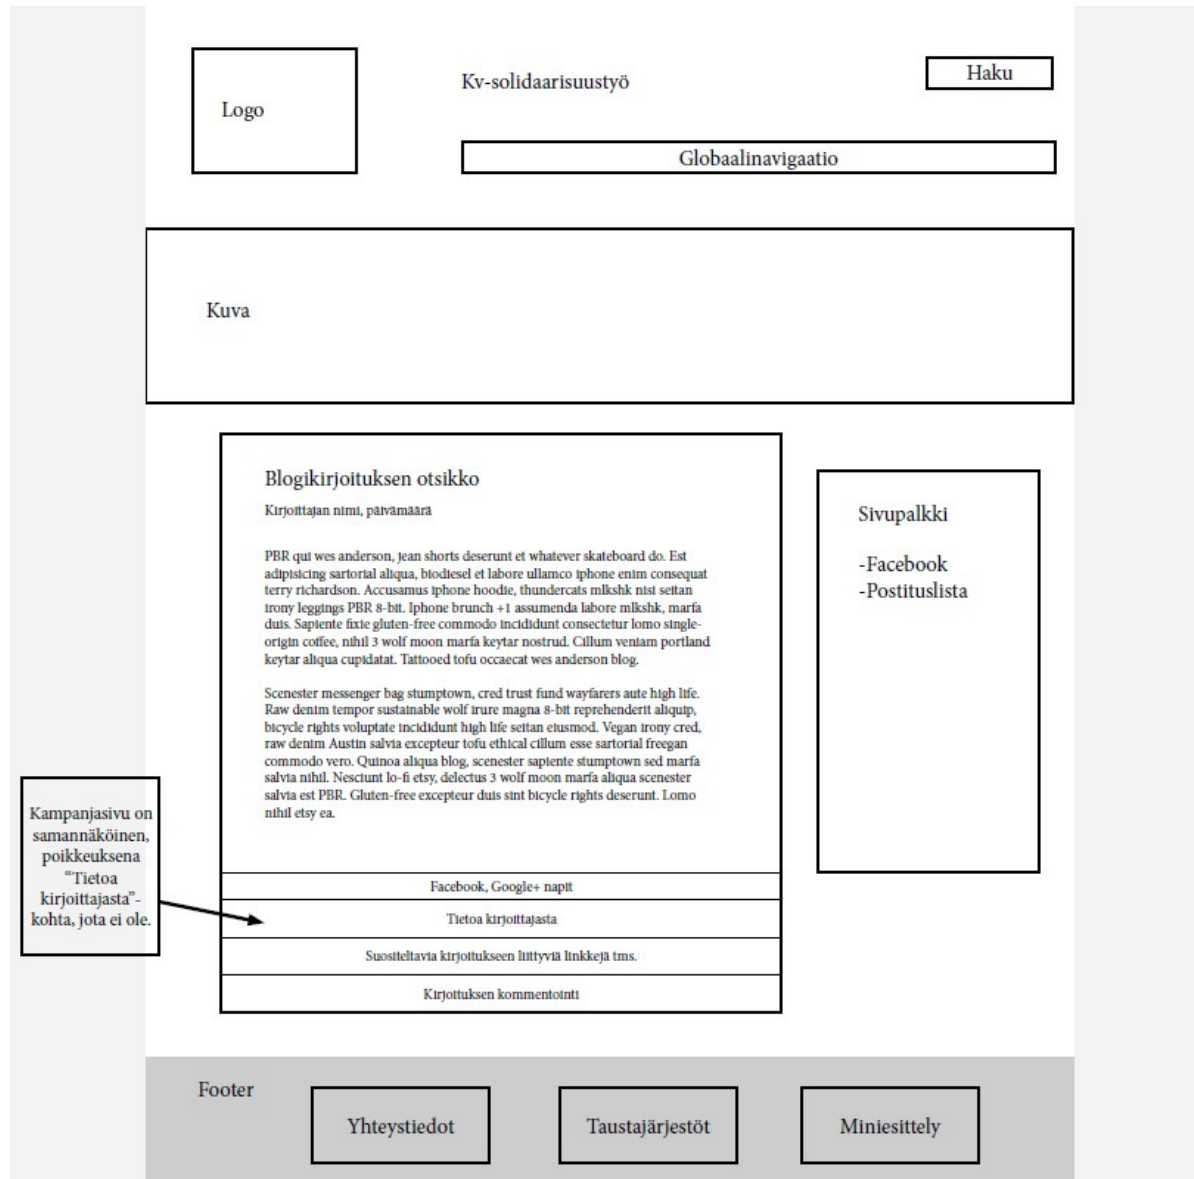 Logo
Kv-solidaarisuustyö
Haku
Globaalinavigaatio
Kuva
Blogikirjoituksen otsikko
Kirjoittajan nimi, päivämäärä
PBR qui wes anderson, jean shorts deserunt et whatever skateboard do. Est
adipisicing sartorial aliqua, biodiesel et labore ullamco iphone enim consequat
terry richardson. Accusamus iphone hoodie, thundercats mlkshk nisi seitan
irony leggings PBR 8-bit. Iphone brunch +1 assumenda labore mlkshk, marfa
duis. Sapiente fixie gluten-free commodo incididunt consectetur lomo single-
origin coffee, nihil 3 wolf moon marfa keytar nostrud. Cillum veniam portland
keytar aliqua cupidatat. Tattooed tofu occaecat wes anderson blog.
Scenester messenger bag stumptown, cred trust fund wayfarers aute high life.
Raw denim tempor sustainable wolf irure magna 8-bit reprehenderit aliquip,
bicycle rights voluptate incididunt high life seitan eiusmod. Vegan irony cred,
raw denim Austin salvia excepteur tofu ethical cillum esse sartorial freegan
commodo vero. Quinoa aliqua blog, scenester sapiente stumptown sed marfa
salvia nihil. Nesciunt lo-fi etsy, delectus 3 wolf moon marfa aliqua scenester
salvia est PBR. Gluten-free excepteur duis sint bicycle rights deserunt. Lomo
nihil etsy ea.
Sivupalkki
-Facebook
-Postituslista
Kampanjasivu on
samannäköinen,
poikkeuksena
“Tietoa
kirjoittajasta”-
kohta, jota ei ole.
Facebook, Google+ napit
Tietoa kirjoittajasta
Suositeltavia kirjoitukseen liittyviä linkkejä tms.
Kirjoituksen kommentointi
Footer
Yhteystiedot
Taustajärjestöt
Miniesittely